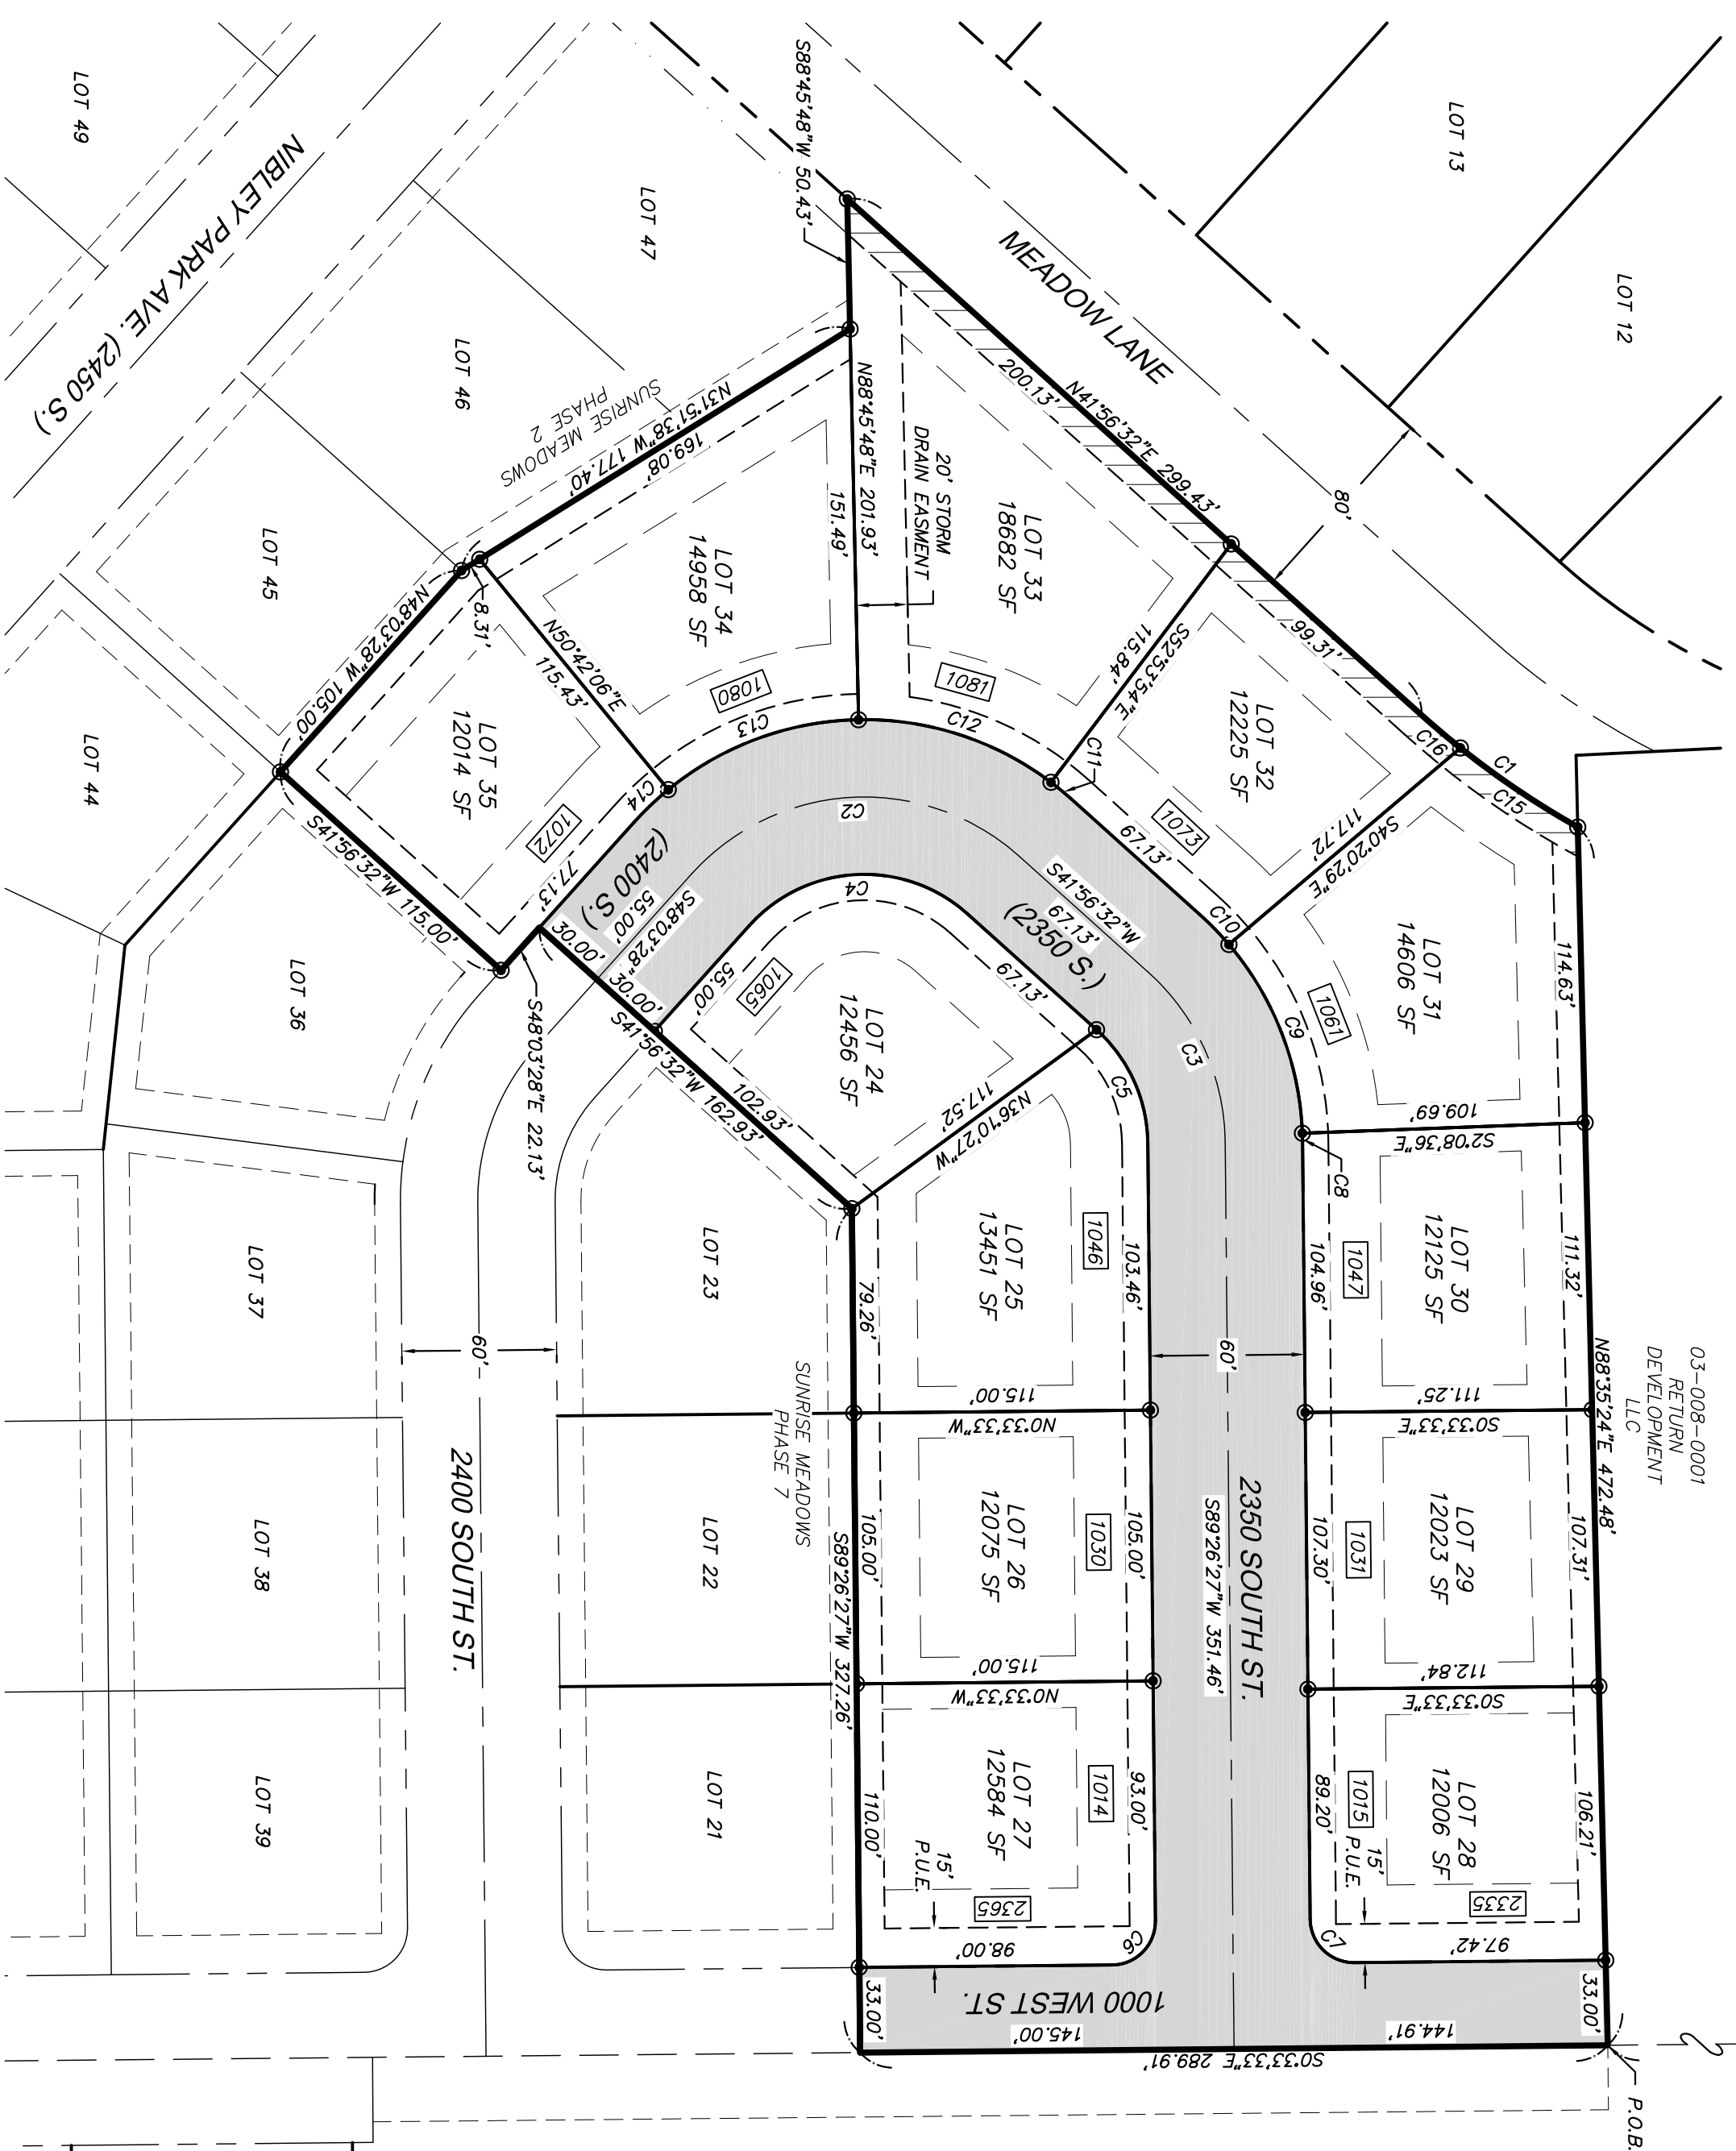 LOT 49
LOT 13
LOT 12
LOT 47
LOT 46
LOT 45
LOT 44
NIBLEY PARK AVE. (2450 S.)
MEADOW LANE
80'
S88°45'48"W 50.43'
N88°45'48"E 201.93'
151.49'
20' STORM
DRAIN EASMENT
N41°56'32"E 299.43'
200.13'
99.31'
C16
C1
C15
N31°51'38"W 177.40'
169.08'
8.31'
SUNRISE MEADOWS
PHASE 2
N48°03'28"W 105.00'
S41°56'32"W 115.00'
S48°03'28"E 22.13'
LOT 33
18682 SF
1081
C12
C11
S52°53'54"E
115.84'
LOT 32
12225 SF
1073
67.13'
C10
S40°20'29"E
117.72'
LOT 34
14958 SF
1080
C13
N50°42'06"E
115.43'
C14
LOT 35
12014 SF
1072
77.13'
(2400 S.)
S48°03'28"
55.00'
30.00'
30.00'
C2
S41°56'32"W
67.13'
(2350 S.)
C3
C4
55.00'
1065
67.13'
LOT 24
12456 SF
S41°56'32"W 162.93'
102.93'
N36°10'27"W
117.52'
C5
LOT 31
14606 SF
1061
C9
C8
114.63'
109.69'
S2°08'36"E
LOT 30
12125 SF
1047
104.96'
111.32'
111.25'
S0°33'33"E
N88°35'24"E 472.48'
03-008-0001
RETURN
DEVELOPMENT
LLC
LOT 29
12023 SF
1031
107.30'
107.31'
112.84'
S0°33'33"E
LOT 28
12006 SF
1015
2335
15'
P.U.E.
89.20'
106.21'
97.42'
C7
33.00'
P.O.B.
144.91'
S0°33'33"E 289.91'
145.00'
1000 WEST ST.
33.00'
2350 SOUTH ST.
S89°26'27"W 351.46'
60'
LOT 25
13451 SF
1046
103.46'
79.26'
115.00'
N0°33'33"W
LOT 26
12075 SF
1030
105.00'
105.00'
115.00'
N0°33'33"W
LOT 27
12584 SF
1014
2365
15'
P.U.E.
93.00'
110.00'
98.00'
C6
S89°26'27"W 327.26'
SUNRISE MEADOWS
PHASE 7
LOT 23
LOT 22
LOT 21
60'
2400 SOUTH ST.
LOT 36
LOT 37
LOT 38
LOT 39